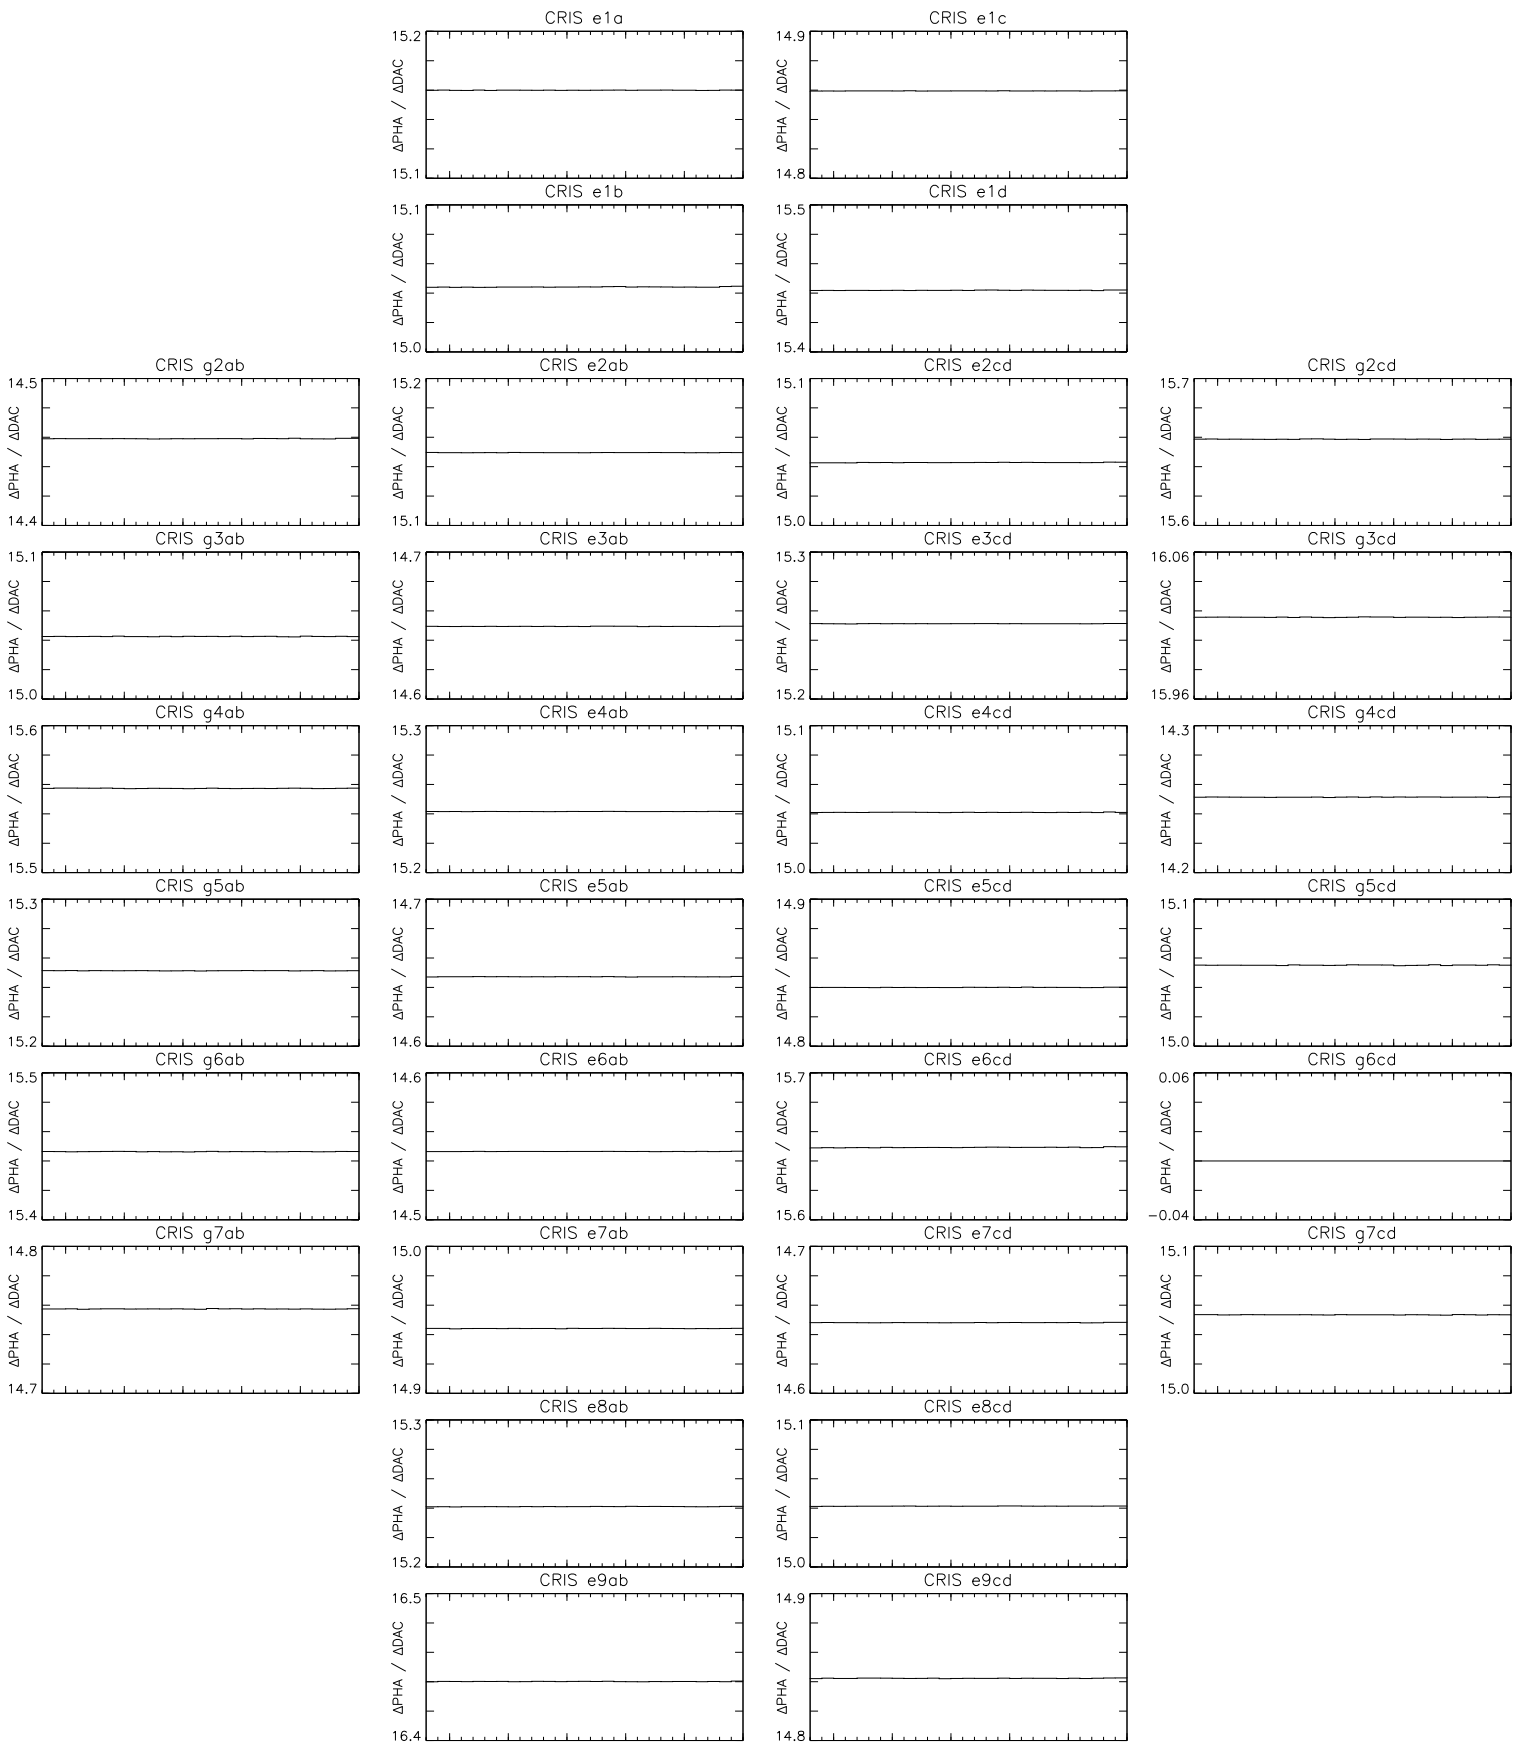 CRIS e1a
15.2
ΔPHA / ΔDAC
15.1
CRIS e1c
14.9
ΔPHA / ΔDAC
14.8
CRIS e1b
15.1
ΔPHA / ΔDAC
15.0
CRIS e1d
15.5
ΔPHA / ΔDAC
15.4
CRIS g2ab
14.5
ΔPHA / ΔDAC
14.4
CRIS e2ab
15.2
ΔPHA / ΔDAC
15.1
CRIS e2cd
15.1
ΔPHA / ΔDAC
15.0
CRIS g2cd
15.7
ΔPHA / ΔDAC
15.6
CRIS g3ab
15.1
ΔPHA / ΔDAC
15.0
CRIS e3ab
14.7
ΔPHA / ΔDAC
14.6
CRIS e3cd
15.3
ΔPHA / ΔDAC
15.2
CRIS g3cd
16.06
ΔPHA / ΔDAC
15.96
CRIS g4ab
15.6
ΔPHA / ΔDAC
15.5
CRIS e4ab
15.3
ΔPHA / ΔDAC
15.2
CRIS e4cd
15.1
ΔPHA / ΔDAC
15.0
CRIS g4cd
14.3
ΔPHA / ΔDAC
14.2
CRIS g5ab
15.3
ΔPHA / ΔDAC
15.2
CRIS e5ab
14.7
ΔPHA / ΔDAC
14.6
CRIS e5cd
14.9
ΔPHA / ΔDAC
14.8
CRIS g5cd
15.1
ΔPHA / ΔDAC
15.0
CRIS g6ab
15.5
ΔPHA / ΔDAC
15.4
CRIS e6ab
14.6
ΔPHA / ΔDAC
14.5
CRIS e6cd
15.7
ΔPHA / ΔDAC
15.6
CRIS g6cd
0.06
ΔPHA / ΔDAC
−0.04
CRIS g7ab
14.8
ΔPHA / ΔDAC
14.7
CRIS e7ab
15.0
ΔPHA / ΔDAC
14.9
CRIS e7cd
14.7
ΔPHA / ΔDAC
14.6
CRIS g7cd
15.1
ΔPHA / ΔDAC
15.0
CRIS e8ab
15.3
ΔPHA / ΔDAC
15.2
CRIS e8cd
15.1
ΔPHA / ΔDAC
15.0
CRIS e9ab
16.5
ΔPHA / ΔDAC
16.4
CRIS e9cd
14.9
ΔPHA / ΔDAC
14.8